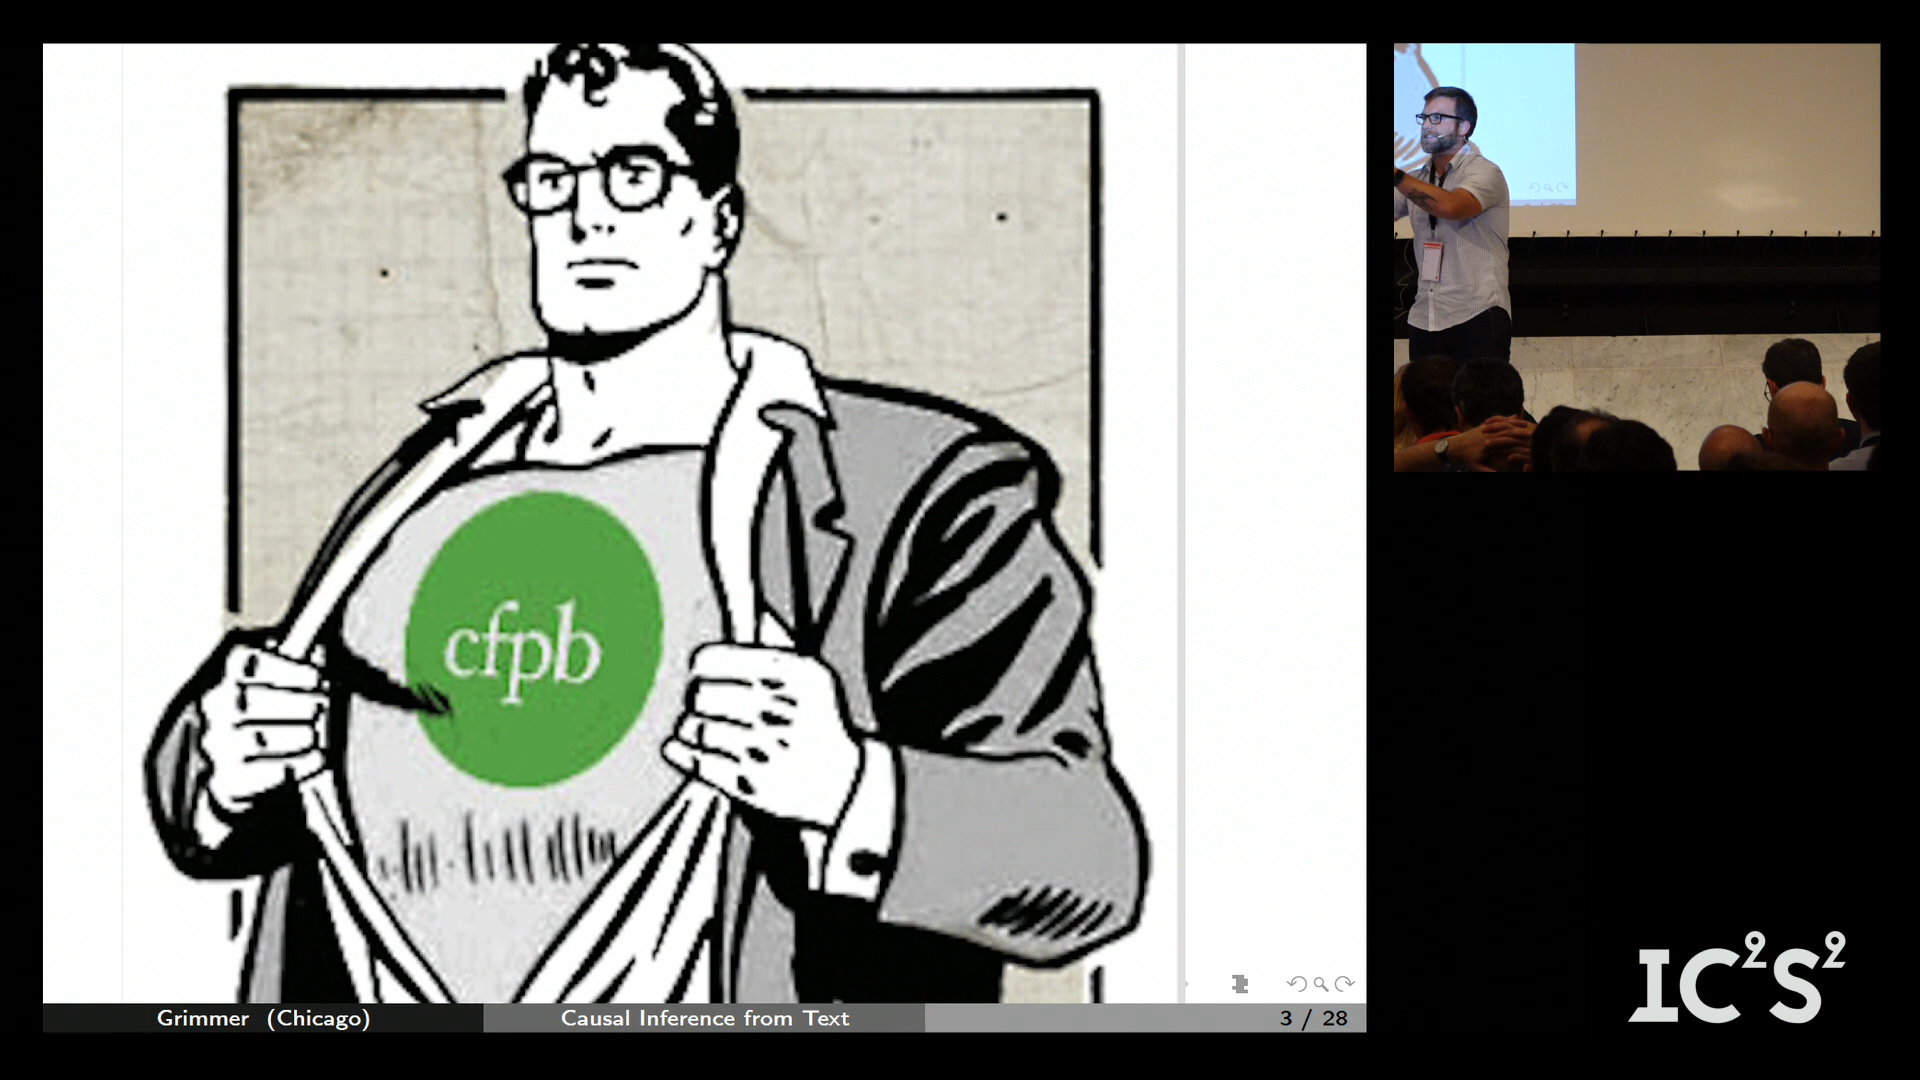 cfpb
Grimmer (Chicago)
Causal Inference from Text
3 / 28
IC²S²